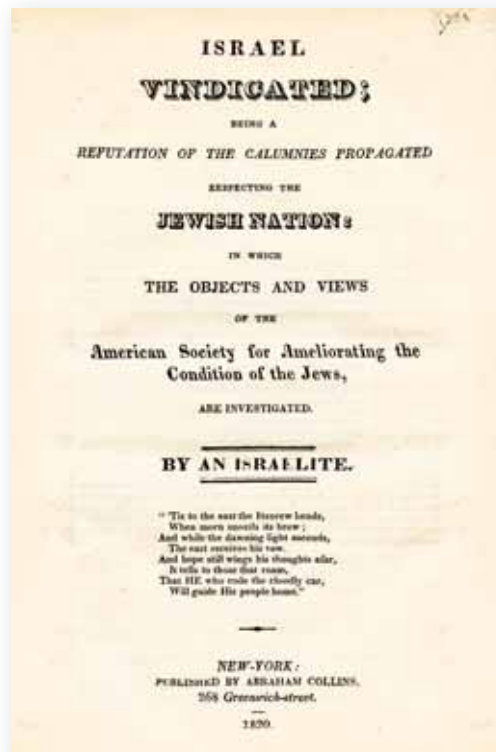 ISRAEL
VINDICATED;
BEING A
REFUTATION OF THE CALUMNIES PROPAGATED
RESPECTING THE
JEWISH NATION:
IN WHICH
THE OBJECTS AND VIEWS
OF THE
American Society for Ameliorating the
Condition of the Jews,
ARE INVESTIGATED.
BY AN ISRAELITE.
"'Tis to the east the Hebrew bends,
When morn unveils its brow;
And while the dawning light ascends,
The east receives his vow.
And hope still wings his thoughts afar,
It tells to those that roam,
That HE who rode the cloudy car,
Will guide His people home."
NEW-YORK:
PUBLISHED BY ABRAHAM COLLINS,
268 Greenwich-street.
1820.